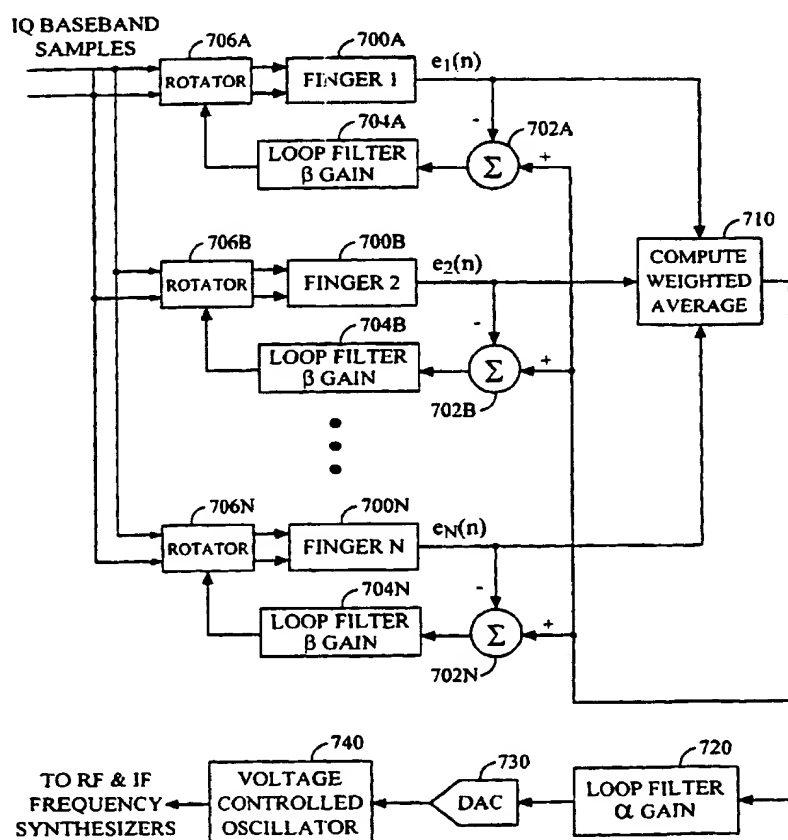 IQ BASEBAND
SAMPLES
706A
700A
e1(n)
ROTATOR
FINGER 1
704A
-
702A
LOOP FILTER
β GAIN
Σ
+
710
COMPUTE
WEIGHTED
AVERAGE
706B
700B
e2(n)
ROTATOR
FINGER 2
704B
-
LOOP FILTER
β GAIN
Σ
+
702B
706N
700N
eN(n)
ROTATOR
FINGER N
704N
-
LOOP FILTER
β GAIN
Σ
+
702N
740
730
720
TO RF & IF
FREQUENCY
SYNTHESIZERS
VOLTAGE
CONTROLLED
OSCILLATOR
DAC
LOOP FILTER
α GAIN